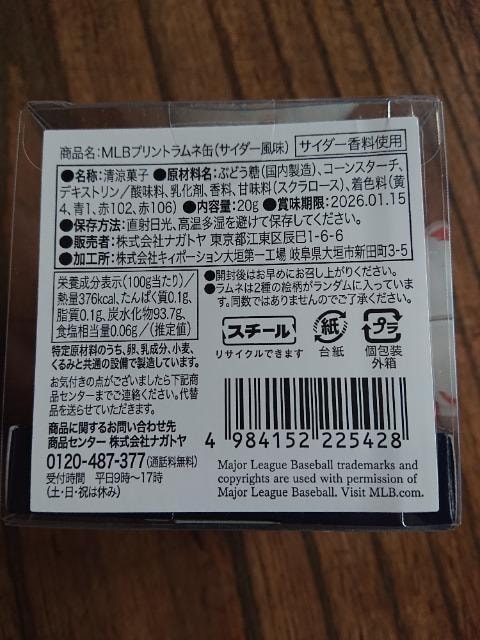 商品名:MLBプリントラムネ缶(サイダー風味) サイダー香料使用
●名称:清涼菓子 ●原材料名:ぶどう糖(国内製造)、コーンスターチ、
デキストリン/酸味料、乳化剤、香料、甘味料(スクラロース)、着色料(黄
4、青1、赤102、赤106) ●内容量:20g ●賞味期限:2026.01.15
●保存方法:直射日光、高温多湿を避けて保存してください。
●販売者:株式会社ナガトヤ 東京都江東区辰巳1-6-6
●加工所:株式会社キィポーション大垣第一工場 岐阜県大垣市新田町3-5
栄養成分表示(100g当たり)/
熱量376kcal、たんぱく質0.1g、
脂質0.1g、炭水化物93.7g、
食塩相当量0.06g/(推定値)
特定原材料のうち、卵、乳成分、小麦、
くるみと共通の設備で製造しています。
お気付きの点がございましたら下記商
品センターまでご連絡ください。代替
品を送らせていただきます。
商品に関するお問い合わせ先
商品センター 株式会社ナガトヤ
0120-487-377(通話料無料)
受付時間 平日9時~17時
(土・日・祝は休み)
●開封後はお早めにお召し上がりください。
●ラムネは2種の絵柄がランダムに入っていま
す。同数ではありませんのでご了承ください。
スチール
リサイクルできます
紙
台紙
プラ
個包装
外箱
4 984152 225428
Major League Baseball trademarks and
copyrights are used with permission of
Major League Baseball. Visit MLB.com.